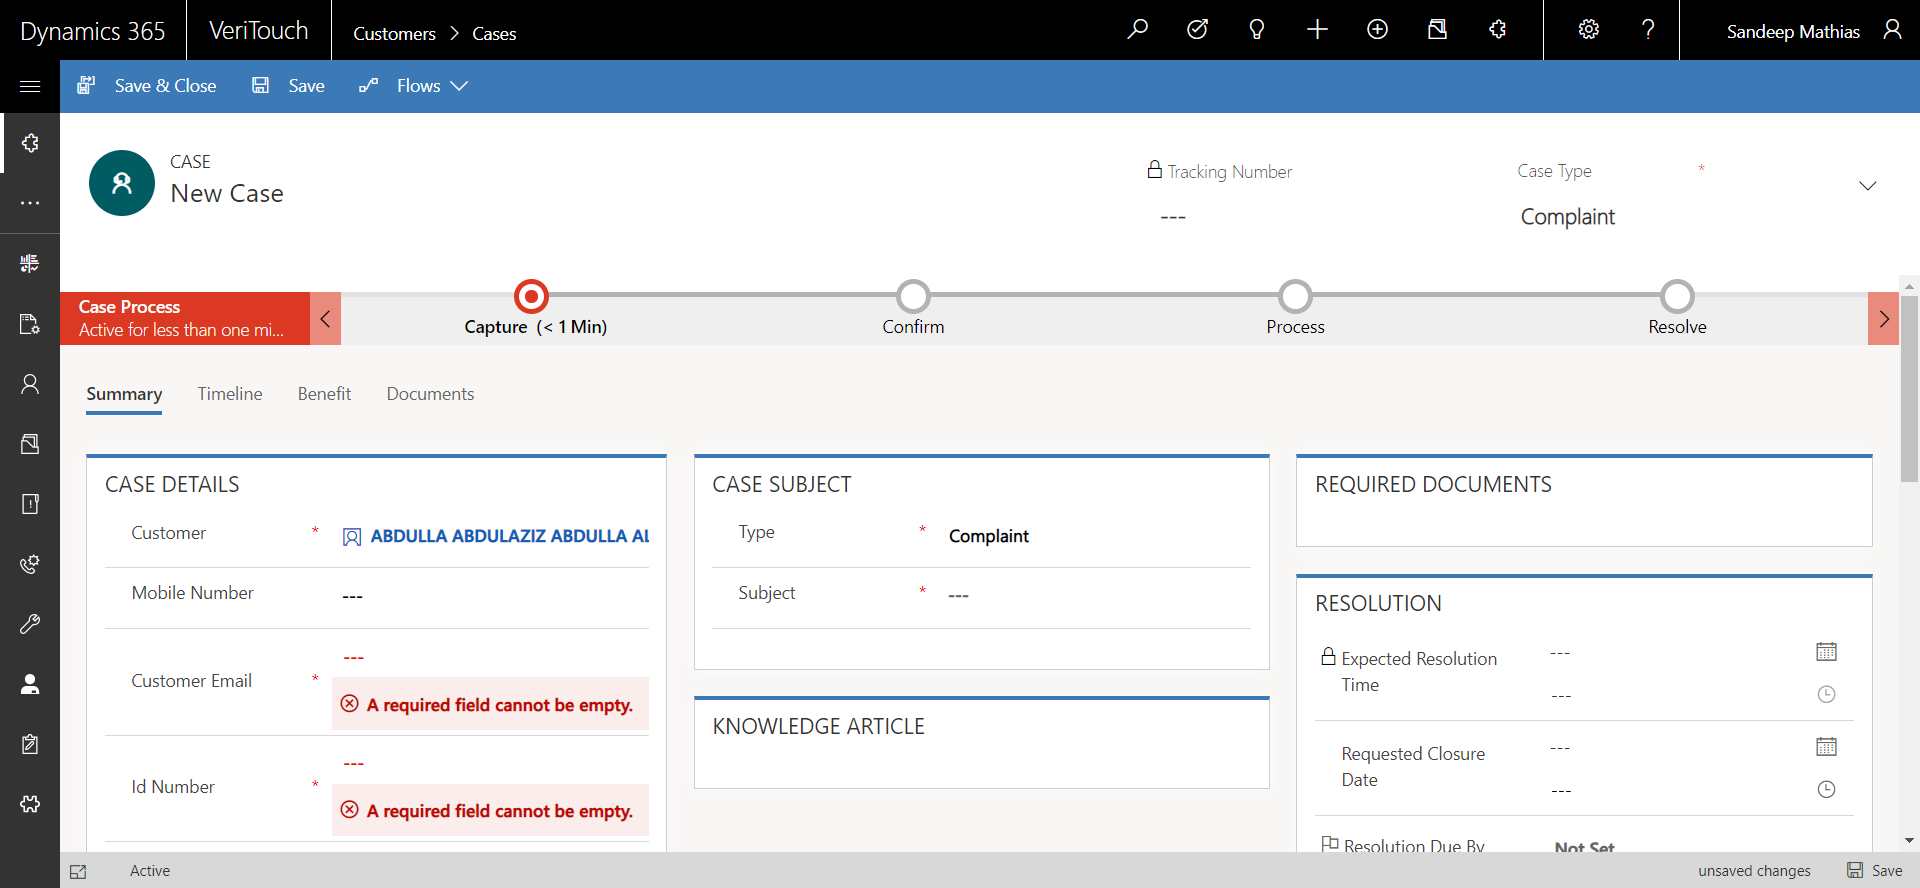 Dynamics 365
VeriTouch
Customers > Cases
Sandeep Mathias
Save & Close
Save
Flows
CASE
New Case
Tracking Number
---
Case Type *
Complaint
Case Process
Active for less than one mi...
Capture (< 1 Min)
Confirm
Process
Resolve
Summary
Timeline
Benefit
Documents
CASE DETAILS
Customer *
ABDULLA ABDULAZIZ ABDULLA AL
Mobile Number
---
Customer Email *
---
A required field cannot be empty.
Id Number *
---
A required field cannot be empty.
CASE SUBJECT
Type *
Complaint
Subject *
---
KNOWLEDGE ARTICLE
REQUIRED DOCUMENTS
RESOLUTION
Expected Resolution
Time
---
---
Requested Closure
Date
---
---
Resolution Due By
Not Set
Active
unsaved changes
Save